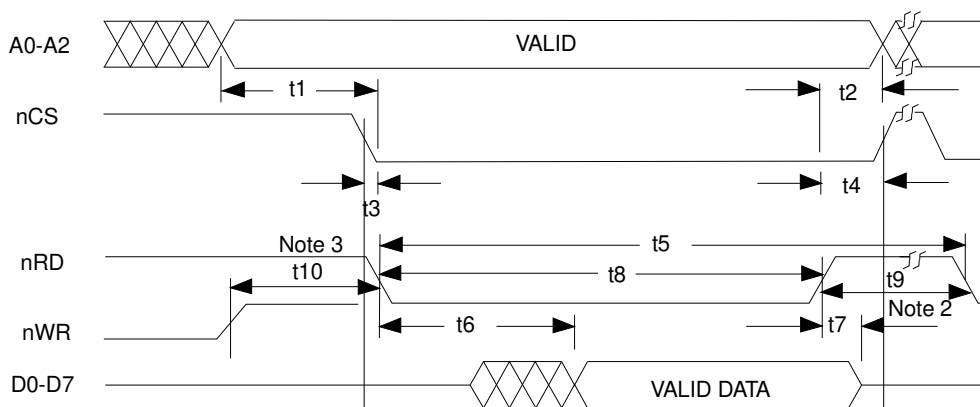 A0-A2
VALID
t1
t2
nCS
t3
t4
Note 3
t5
nRD
t10
t8
t9
nWR
t6
t7
Note 2
D0-D7
VALID DATA